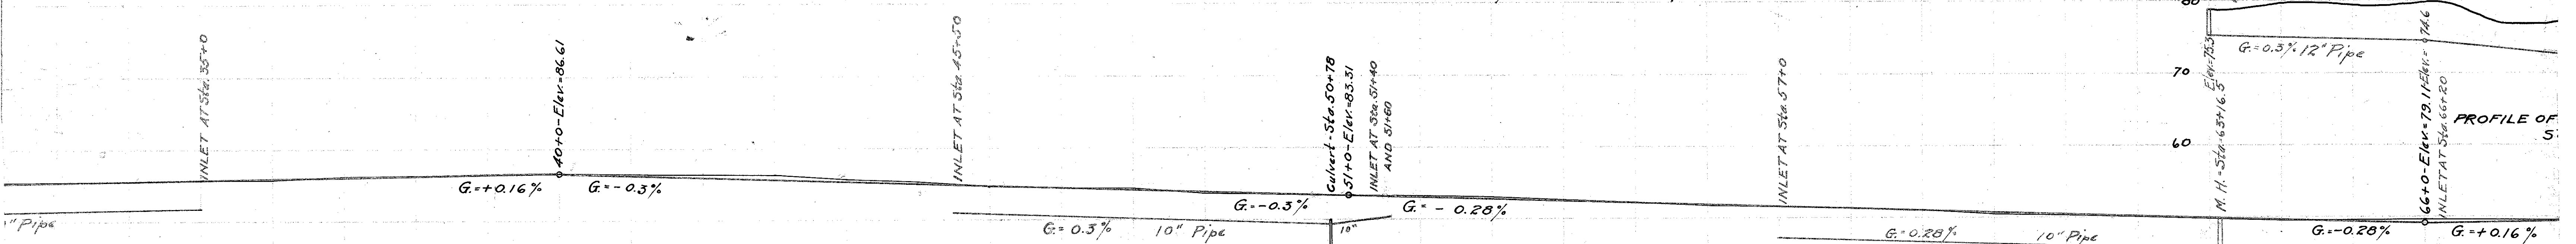 INLET AT Sta. 35+0
40+0-Elev.=86.61
G.=+0.16%
G.=-0.3%
" Pipe
INLET AT Sta. 45+50
G.=0.3% 10" Pipe
Culvert-Sta. 50+78
51+0-Elev.=83.31
INLET AT Sta. 51+40
AND 51+60
G.=-0.3%
10"
G.=-0.28%
INLET AT Sta. 57+0
G.=0.28% 10" Pipe
80
70
60
Elev.=75.3
M.H.=Sta.-63+16.5
G.=0.3% 12" Pipe
66+0-Elev.=79.11-Elev.=74.6
INLET AT Sta. 66+20
PROFILE OF
S
G.=-0.28%
G.=+0.16%